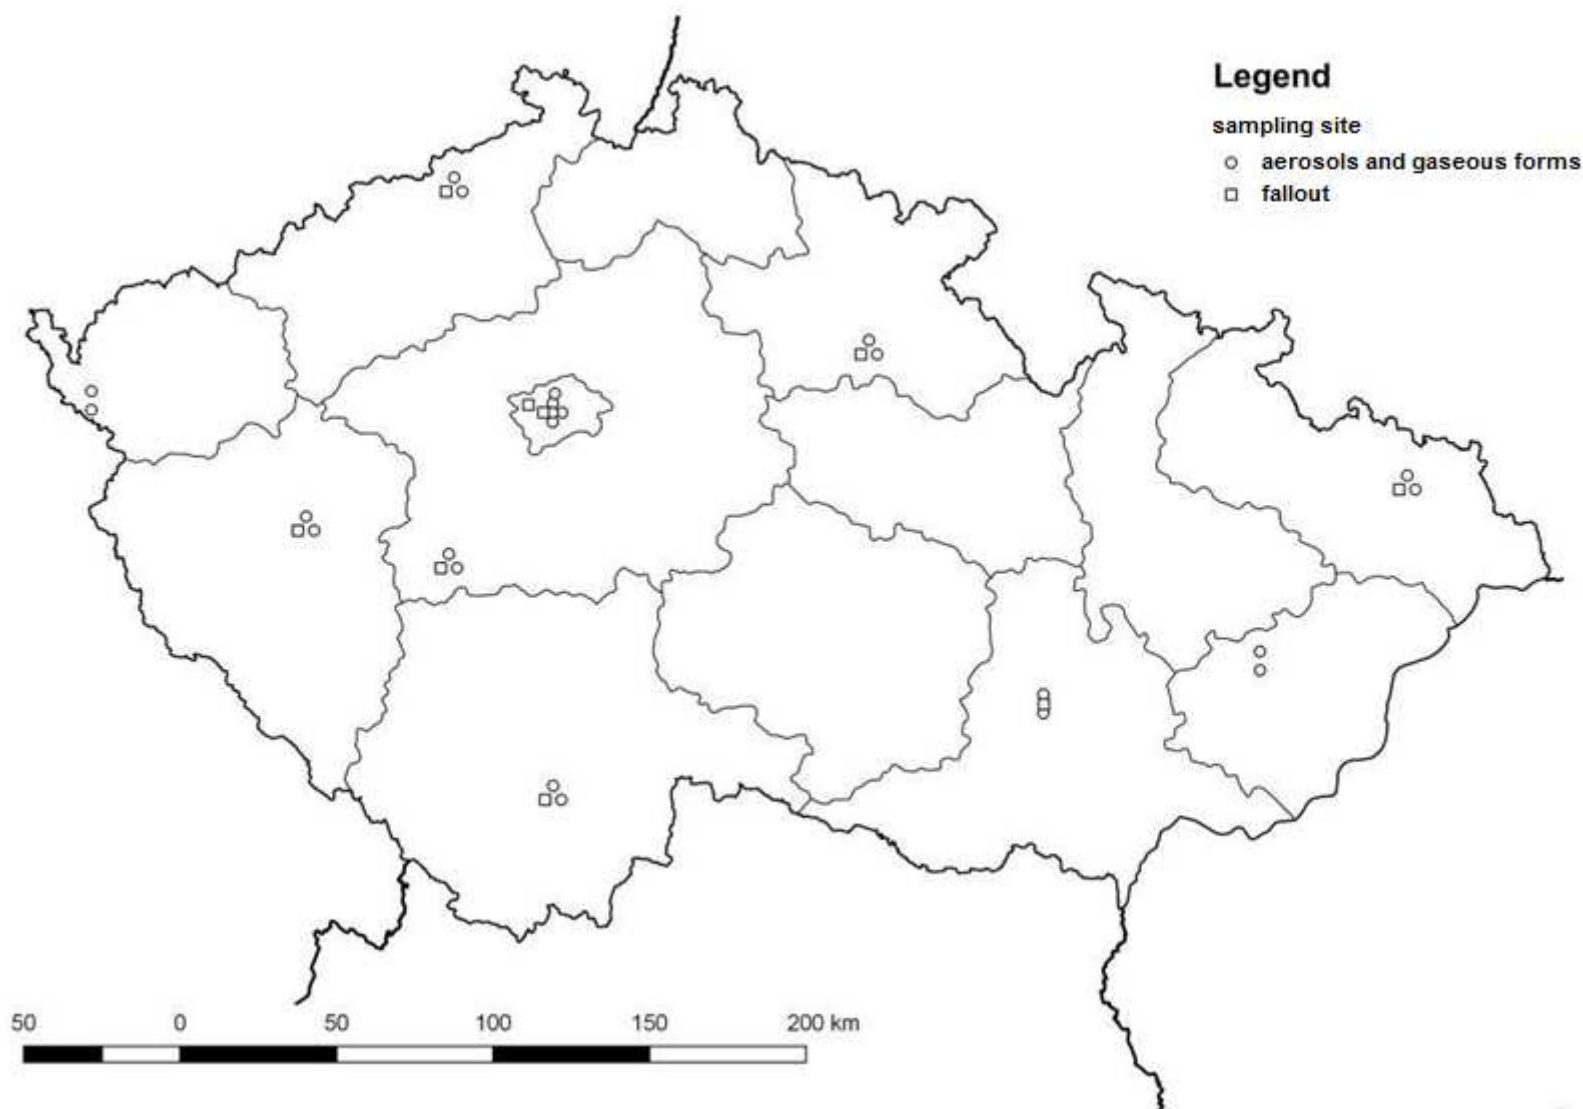 Legend
sampling site
aerosols and gaseous forms
fallout
50 0 50 100 150 200 km